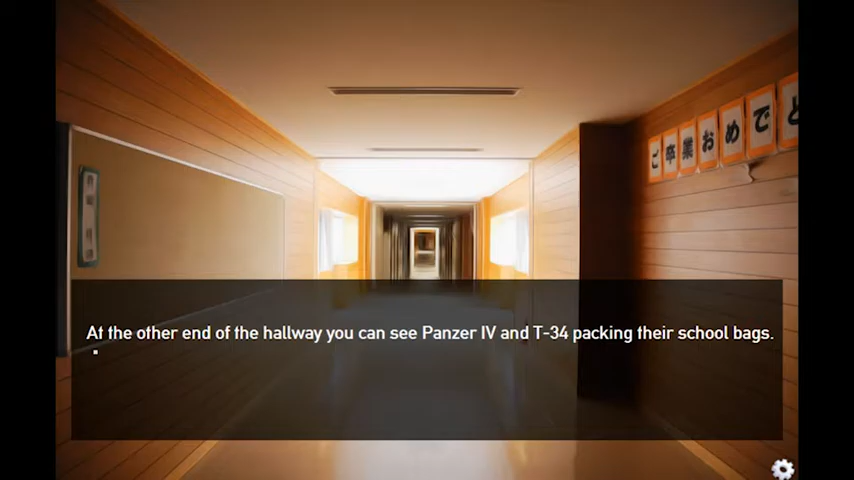 ご卒業おめでと
At the other end of the hallway you can see Panzer IV and T-34 packing their school bags.